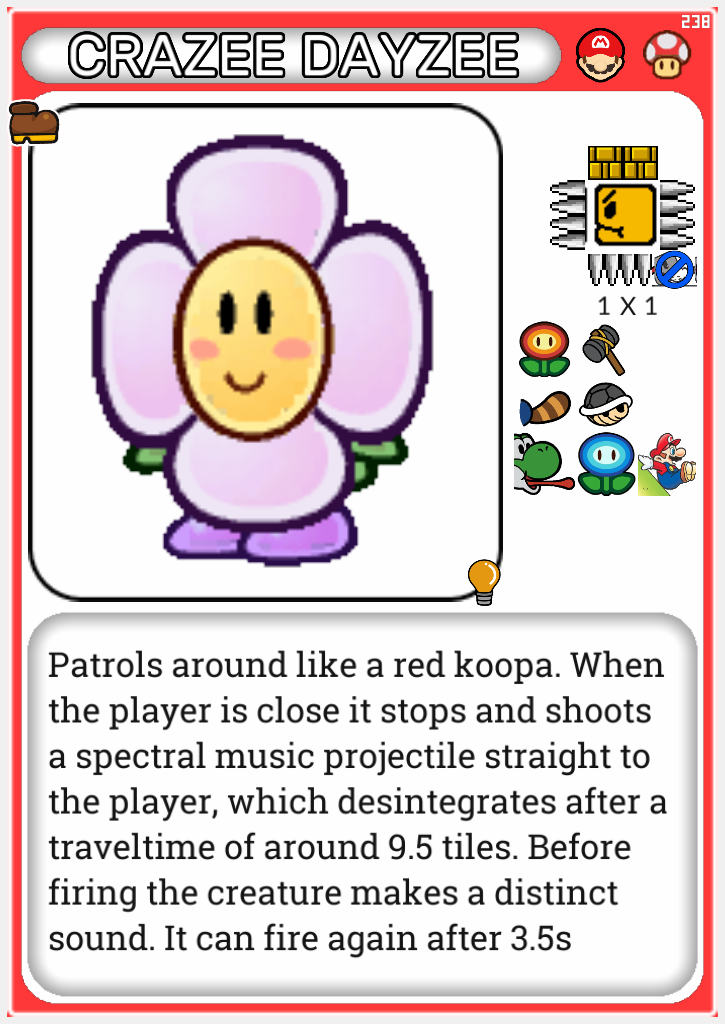 238
CRAZEE DAYZEE
1 X 1
Patrols around like a red koopa. When
the player is close it stops and shoots
a spectral music projectile straight to
the player, which desintegrates after a
traveltime of around 9.5 tiles. Before
firing the creature makes a distinct
sound. It can fire again after 3.5s